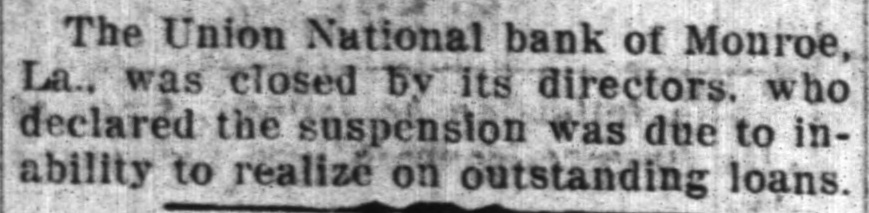 The Union National bank of Monroe,
La., was closed by its directors, who
declared the suspension was due to in-
ability to realize on outstanding loans.